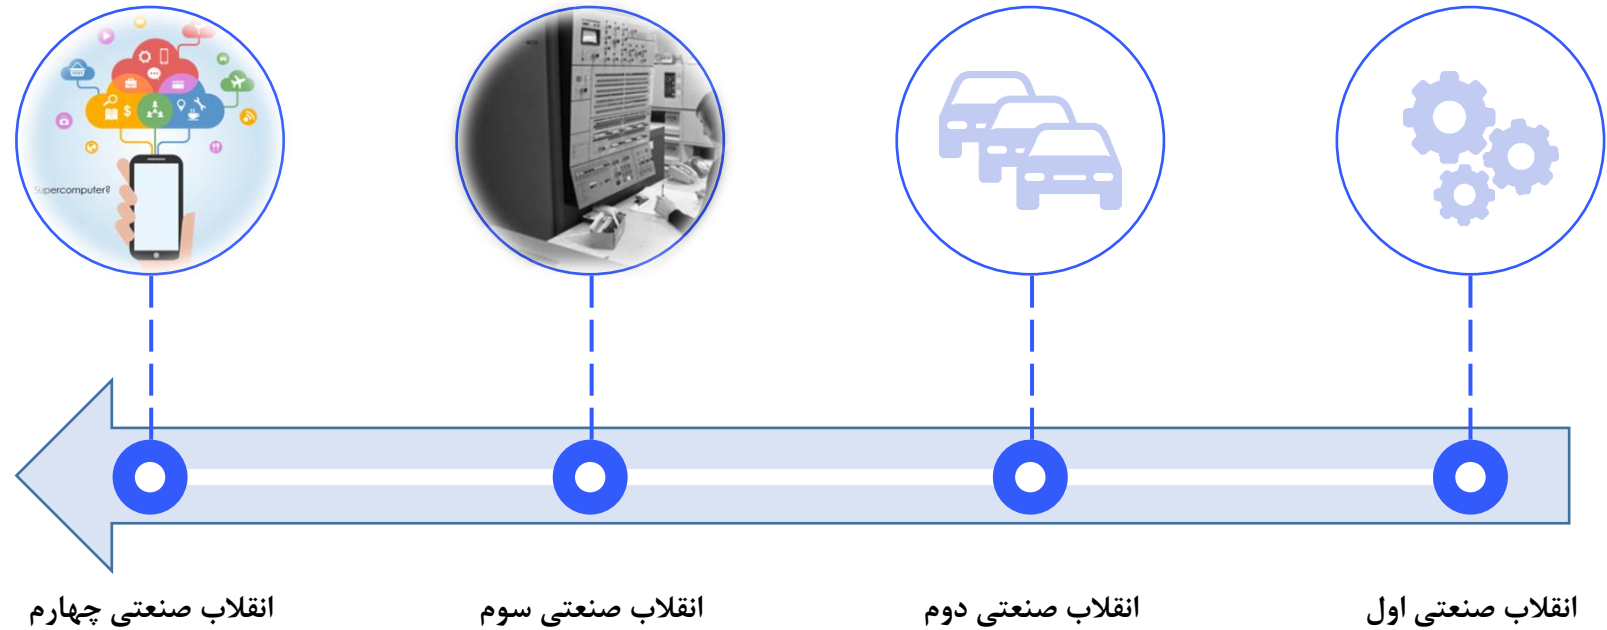 Supercomputer?
انقلاب صنعتی اول
انقلاب صنعتی دوم
انقلاب صنعتی سوم
انقلاب صنعتی چهارم